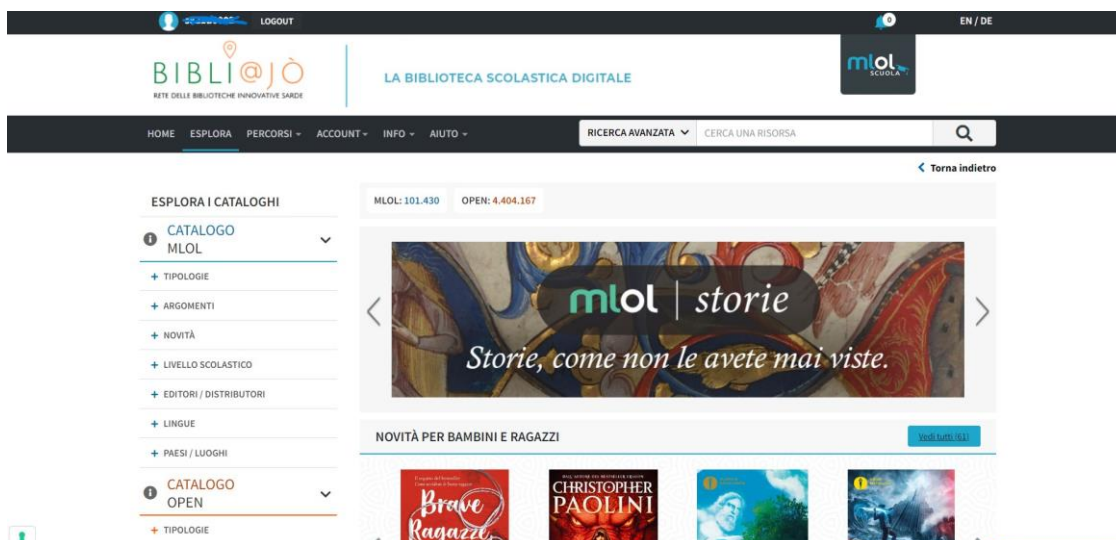 LOGOUT
0
EN / DE
BIBLI@JÒ
RETE DELLE BIBLIOTECHE INNOVATIVE SARDE
LA BIBLIOTECA SCOLASTICA DIGITALE
mlol
SCUOLA
HOME ESPLORA PERCORSI ACCOUNT INFO AIUTO
RICERCA AVANZATA CERCA UNA RISORSA
Torna indietro
ESPLORA I CATALOGHI
MLOL: 101.430 OPEN: 4.404.167
CATALOGO
MLOL
+ TIPOLOGIE
+ ARGOMENTI
+ NOVITÀ
+ LIVELLO SCOLASTICO
+ EDITORI / DISTRIBUTORI
+ LINGUE
+ PAESI / LUOGHI
CATALOGO
OPEN
+ TIPOLOGIE
mlol | storie
Storie, come non le avete mai viste.
NOVITÀ PER BAMBINI E RAGAZZI
Vedi tutti (61)
Brave
Ragazze,
CHRISTOPHER
PAOLINI